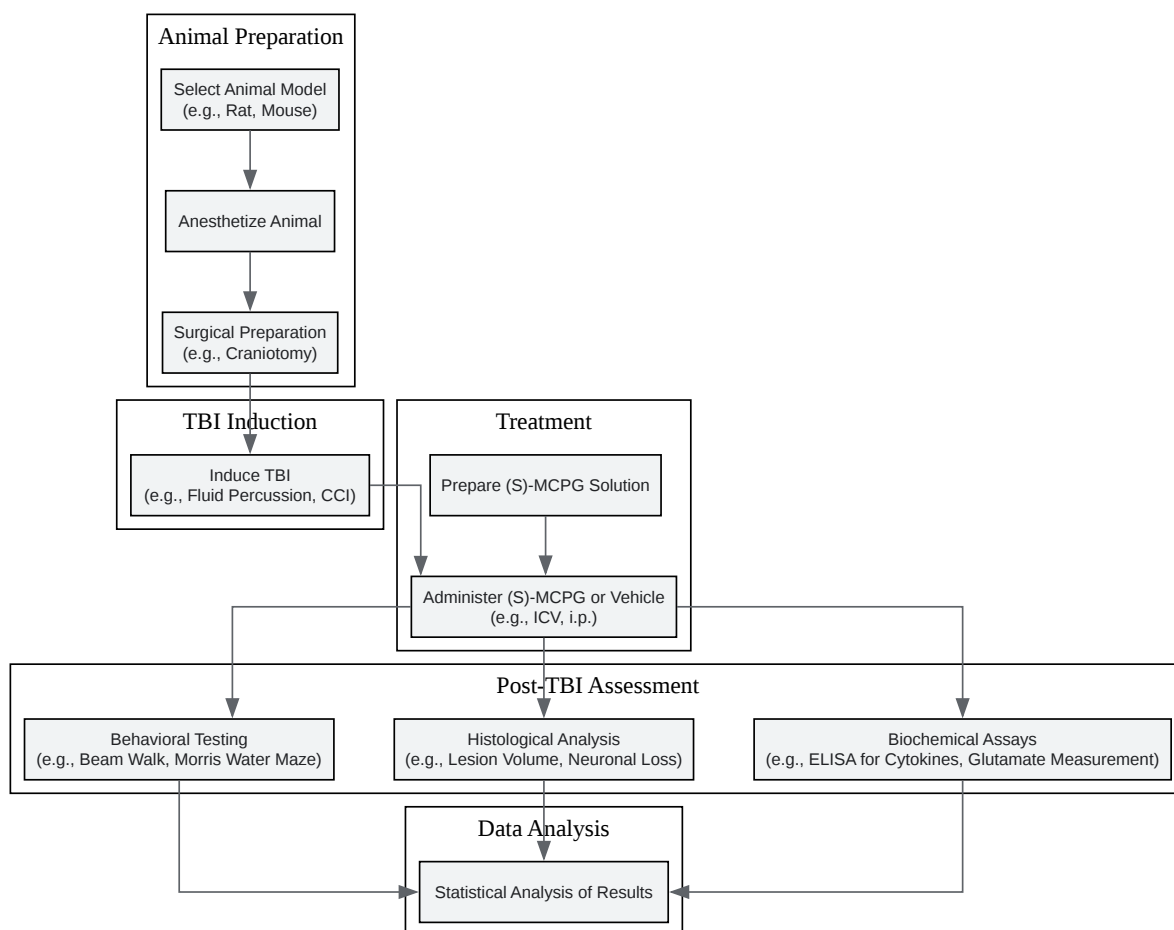 Animal Preparation
Select Animal Model
(e.g., Rat, Mouse)
Anesthetize Animal
Surgical Preparation
(e.g., Craniotomy)
TBI Induction
Induce TBI
(e.g., Fluid Percussion, CCI)
Treatment
Prepare (S)-MCPG Solution
Administer (S)-MCPG or Vehicle
(e.g., ICV, i.p.)
Post-TBI Assessment
Behavioral Testing
(e.g., Beam Walk, Morris Water Maze)
Histological Analysis
(e.g., Lesion Volume, Neuronal Loss)
Biochemical Assays
(e.g., ELISA for Cytokines, Glutamate Measurement)
Data Analysis
Statistical Analysis of Results